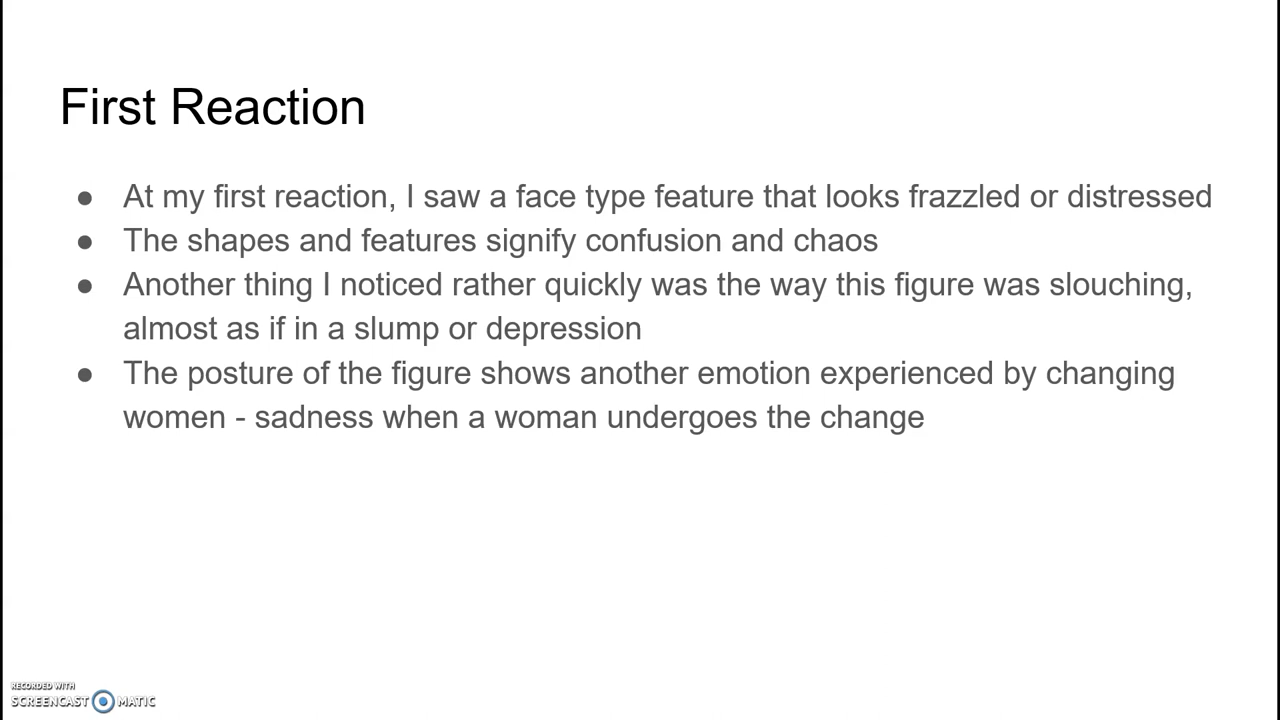 First Reaction
● At my first reaction, I saw a face type feature that looks frazzled or distressed
● The shapes and features signify confusion and chaos
● Another thing I noticed rather quickly was the way this figure was slouching,
almost as if in a slump or depression
● The posture of the figure shows another emotion experienced by changing
women - sadness when a woman undergoes the change
RECORDED WITH
SCREENCAST MATIC